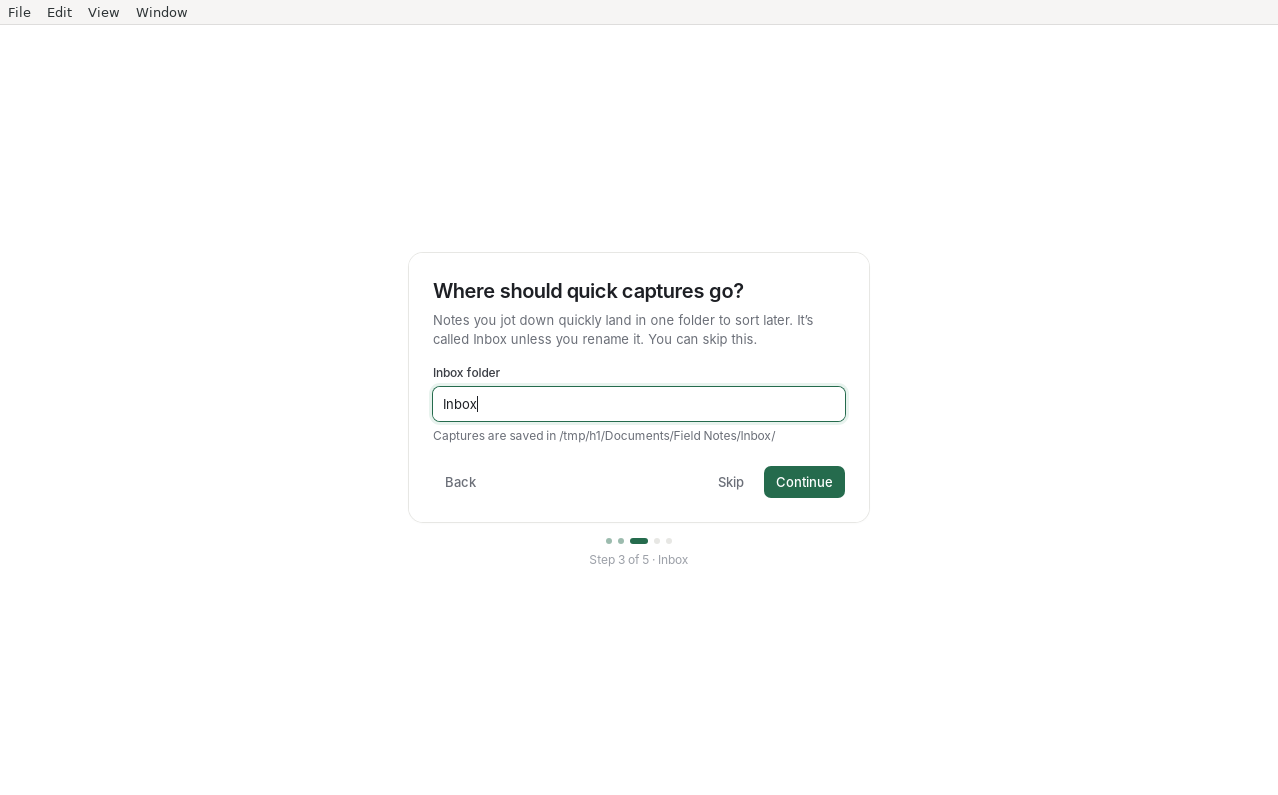 File Edit View Window
Where should quick captures go?
Notes you jot down quickly land in one folder to sort later. It’s
called Inbox unless you rename it. You can skip this.
Inbox folder
Inbox
Captures are saved in /tmp/h1/Documents/Field Notes/Inbox/
Back Skip Continue
Step 3 of 5 · Inbox